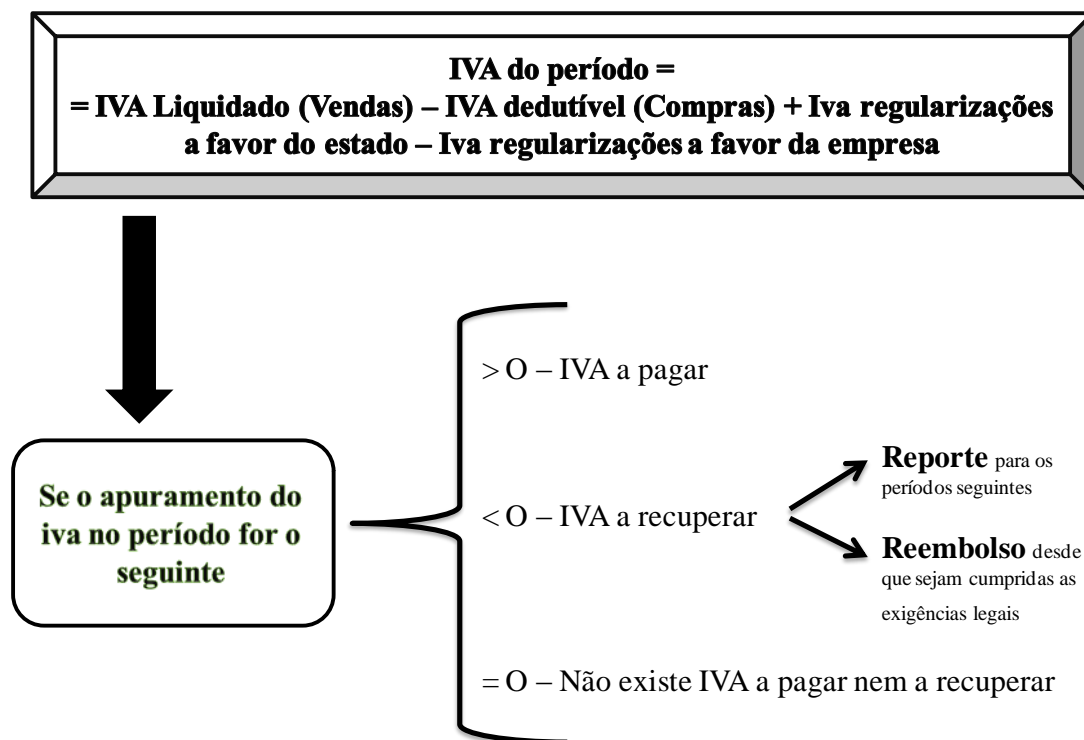 IVA do período =
= IVA Liquidado (Vendas) – IVA dedutível (Compras) + Iva regularizações
a favor do estado – Iva regularizações a favor da empresa
Se o apuramento do
iva no período for o
seguinte
> O – IVA a pagar
< O – IVA a recuperar
Reporte para os
períodos seguintes
Reembolso desde
que sejam cumpridas as
exigências legais
= O – Não existe IVA a pagar nem a recuperar